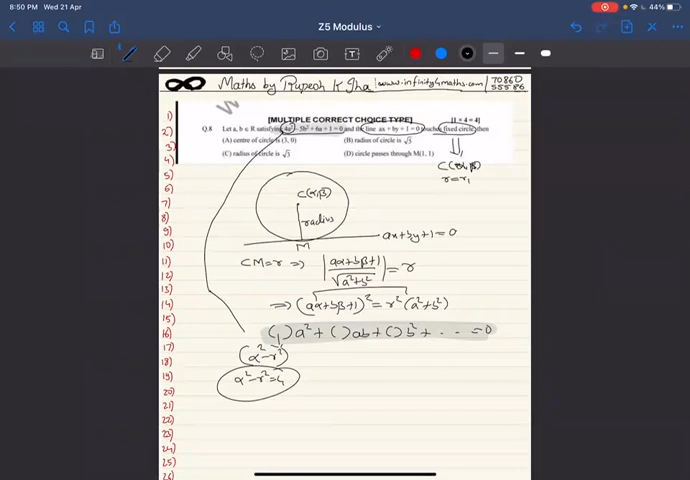 8:50 PM Wed 21 Apr
44%
Z5 Modulus
Maths by Rupesh K Jha | www.infinity4maths.com | 7086D 55586
[MULTIPLE CORRECT CHOICE TYPE] [1 × 4 = 4]
Q.8 Let a, b ∈ R satisfying 4a² – 5b² + 6a + 1 = 0 and the line ax + by + 1 = 0 touches fixed circle then
(A) centre of circle is (3, 0) (B) radius of circle is √5
(C) radius of circle is √3 (D) circle passes through M(1, 1)
C(α, β)
r = r₁
C(α, β)
radius
ax + by + 1 = 0
M
CM = r ⇒ |aα + bβ + 1 / √a² + b²| = r
⇒ (aα + bβ + 1)² = r² (a² + b²)
( ) a² + ( ) ab + ( ) b² + ... = 0
(α² – r²)
α² – r² = 4
1)
2)
3)
4)
5)
6)
7)
8)
9)
10)
11)
12)
13)
14)
15)
16)
17)
18)
19)
20)
21)
22)
23)
24)
25)
26)